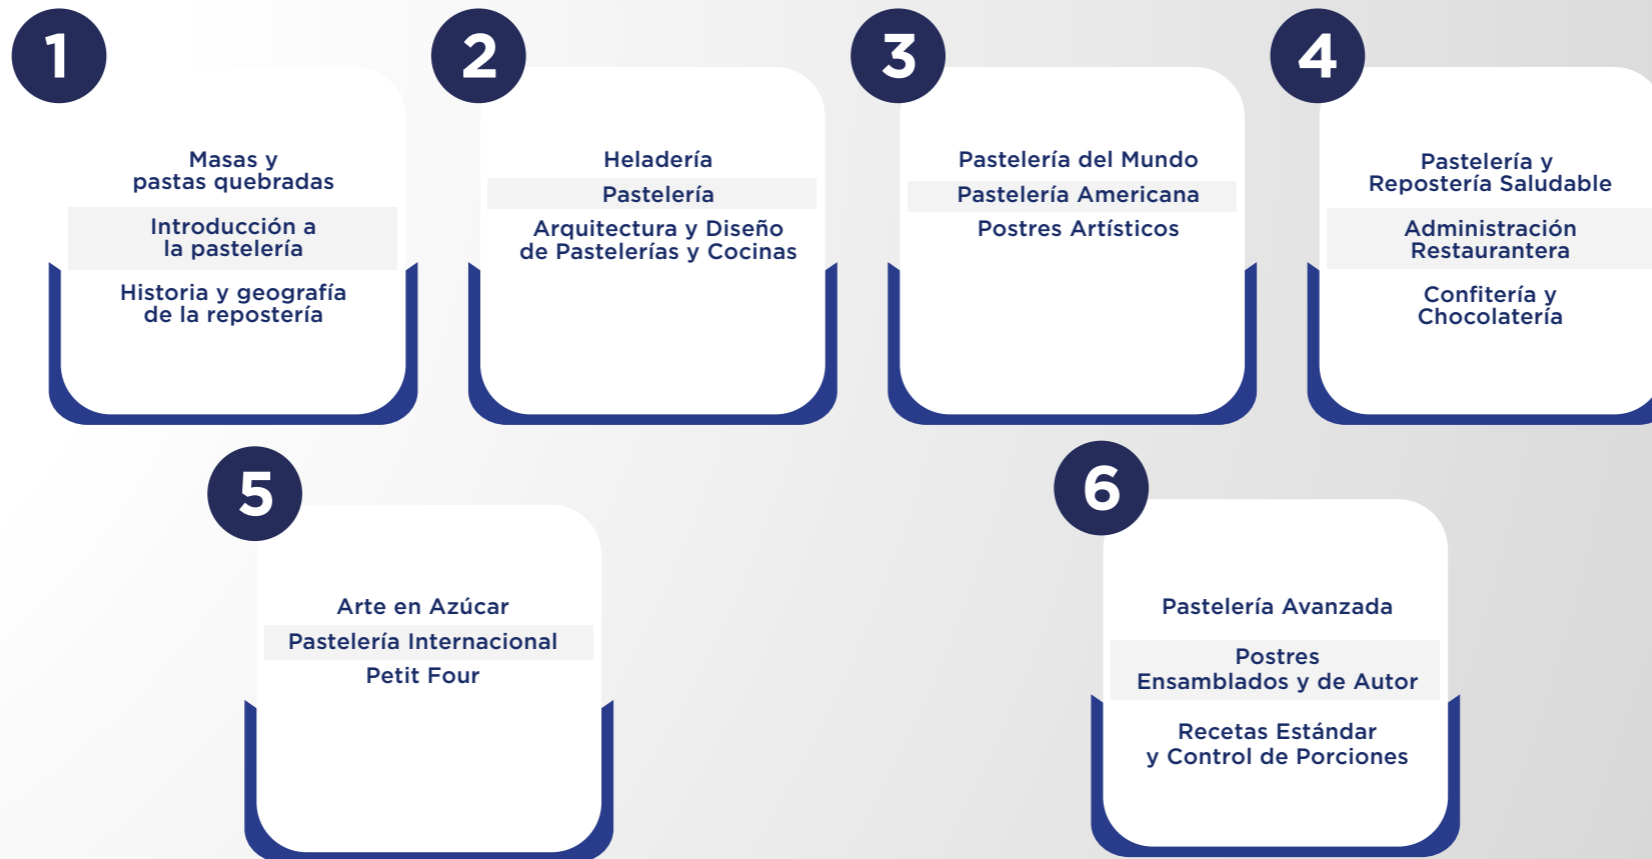 1
Masas y
pastas quebradas
Introducción a
la pastelería
Historia y geografía
de la repostería
2
Heladería
Pastelería
Arquitectura y Diseño
de Pastelerías y Cocinas
3
Pastelería del Mundo
Pastelería Americana
Postres Artísticos
4
Pastelería y
Repostería Saludable
Administración
Restaurantera
Confitería y
Chocolatería
5
Arte en Azúcar
Pastelería Internacional
Petit Four
6
Pastelería Avanzada
Postres
Ensamblados y de Autor
Recetas Estándar
y Control de Porciones